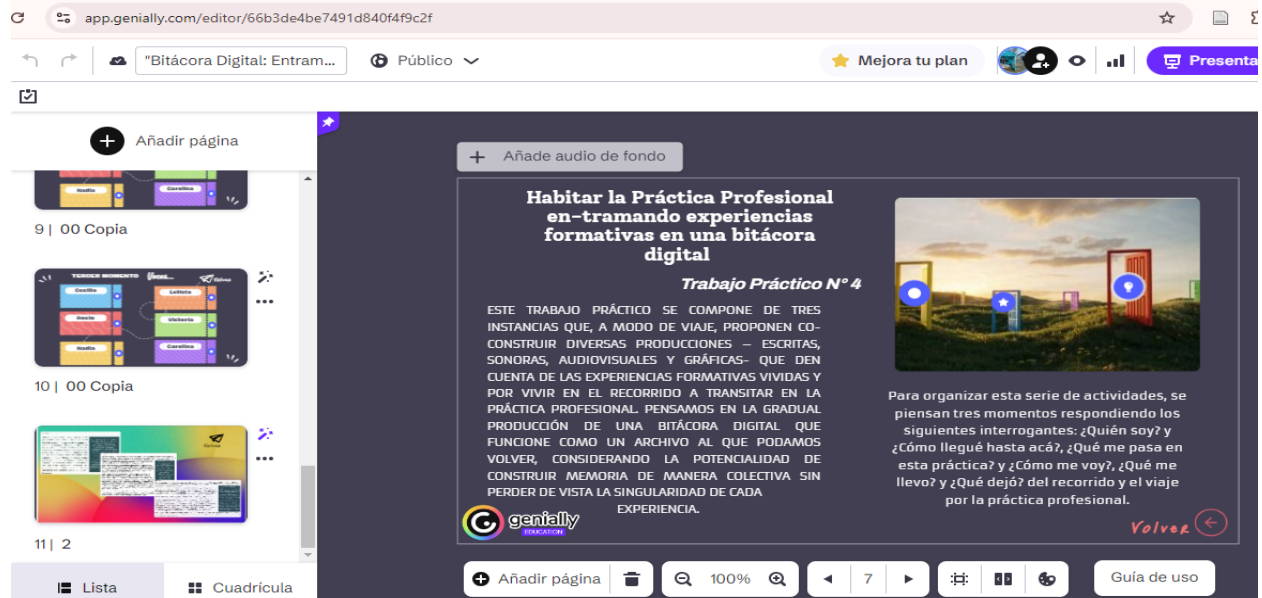 app.genially.com/editor/66b3de4be7491d840f4f9c2f
"Bitácora Digital: Entram...
Público
Mejora tu plan
Presenta
Añadir página
Nadia
Carolina
9 | 00 Copia
TERCER MOMENTO
Voces...
Volver
Cecilia
Leticia
Rocío
Victoria
Nadia
Carolina
10 | 00 Copia
11 | 2
Lista
Cuadrícula
Añade audio de fondo
Habitar la Práctica Profesional
en-tramando experiencias
formativas en una bitácora
digital
Trabajo Práctico N° 4
ESTE TRABAJO PRÁCTICO SE COMPONE DE TRES
INSTANCIAS QUE, A MODO DE VIAJE, PROPONEN CO-
CONSTRUIR DIVERSAS PRODUCCIONES – ESCRITAS,
SONORAS, AUDIOVISUALES Y GRÁFICAS- QUE DEN
CUENTA DE LAS EXPERIENCIAS FORMATIVAS VIVIDAS Y
POR VIVIR EN EL RECORRIDO A TRANSITAR EN LA
PRÁCTICA PROFESIONAL. PENSAMOS EN LA GRADUAL
PRODUCCIÓN DE UNA BITÁCORA DIGITAL QUE
FUNCIONE COMO UN ARCHIVO AL QUE PODAMOS
VOLVER, CONSIDERANDO LA POTENCIALIDAD DE
CONSTRUIR MEMORIA DE MANERA COLECTIVA SIN
PERDER DE VISTA LA SINGULARIDAD DE CADA
EXPERIENCIA.
genially
EDUCATION
Para organizar esta serie de actividades, se
piensan tres momentos respondiendo los
siguientes interrogantes: ¿Quién soy? y
¿Cómo llegué hasta acá?, ¿Qué me pasa en
esta práctica? y ¿Cómo me voy?, ¿Qué me
llevo? y ¿Qué dejó? del recorrido y el viaje
por la práctica profesional.
Volver
Añadir página
100%
7
Guía de uso